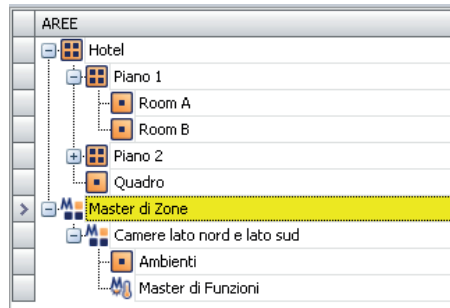 AREE
Hotel
Piano 1
Room A
Room B
Piano 2
Quadro
Master di Zone
Camere lato nord e lato sud
Ambienti
Master di Funzioni